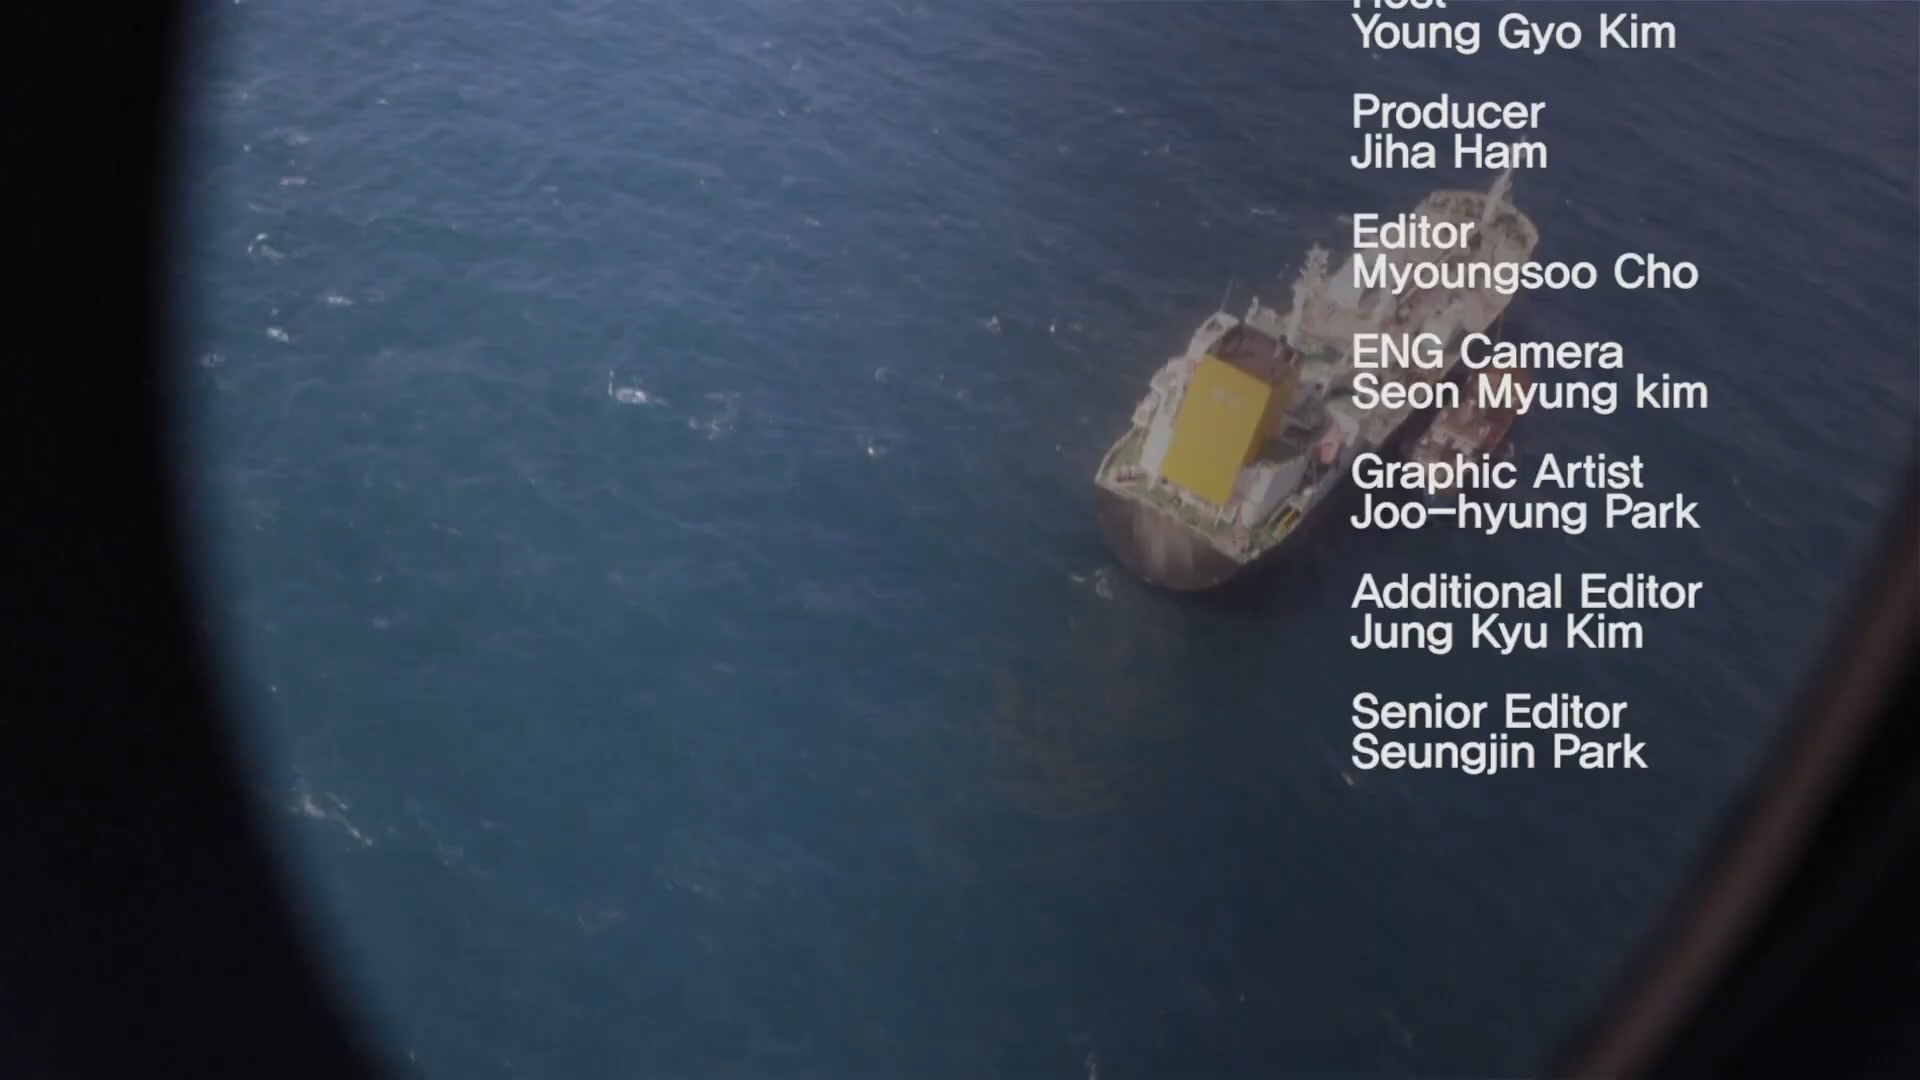 Host
Young Gyo Kim
Producer
Jiha Ham
Editor
Myoungsoo Cho
ENG Camera
Seon Myung kim
Graphic Artist
Joo-hyung Park
Additional Editor
Jung Kyu Kim
Senior Editor
Seungjin Park